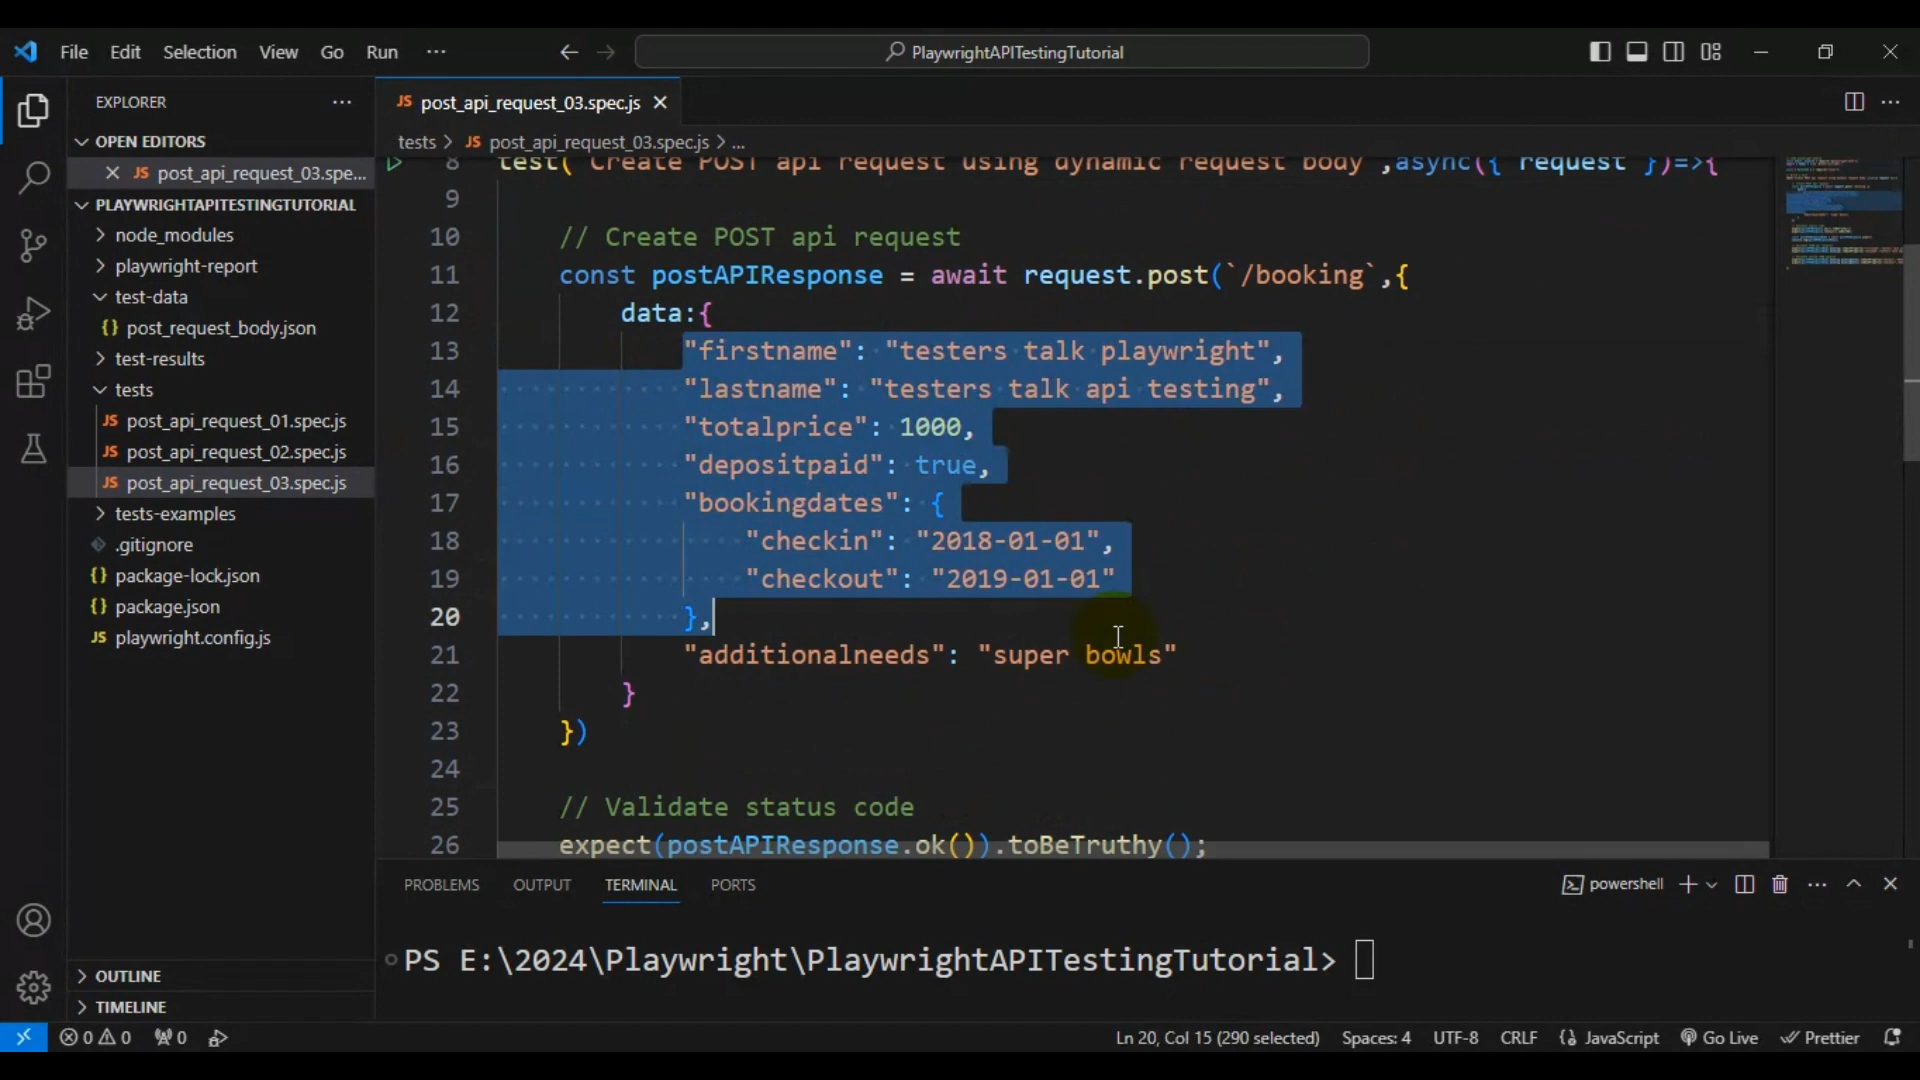 File Edit Selection View Go Run ··· PlaywrightAPITestingTutorial
EXPLORER ···
OPEN EDITORS
JS post_api_request_03.spe...
PLAYWRIGHTAPITESTINGTUTORIAL
node_modules
playwright-report
test-data
{} post_request_body.json
test-results
tests
JS post_api_request_01.spec.js
JS post_api_request_02.spec.js
JS post_api_request_03.spec.js
tests-examples
.gitignore
{} package-lock.json
{} package.json
JS playwright.config.js
OUTLINE
TIMELINE
JS post_api_request_03.spec.js
tests > JS post_api_request_03.spec.js > ...
8 test('Create POST api request using dynamic request body',async({ request })=>{
9
10 // Create POST api request
11 const postAPIResponse = await request.post(`/booking`,{
12 data:{
13 "firstname": "testers talk playwright",
14 "lastname": "testers talk api testing",
15 "totalprice": 1000,
16 "depositpaid": true,
17 "bookingdates": {
18 "checkin": "2018-01-01",
19 "checkout": "2019-01-01"
20 },
21 "additionalneeds": "super bowls"
22 }
23 })
24
25 // Validate status code
26 expect(postAPIResponse.ok()).toBeTruthy();
PROBLEMS OUTPUT TERMINAL PORTS powershell
PS E:\2024\Playwright\PlaywrightAPITestingTutorial>
0 0 0 Ln 20, Col 15 (290 selected) Spaces: 4 UTF-8 CRLF {} JavaScript Go Live Prettier